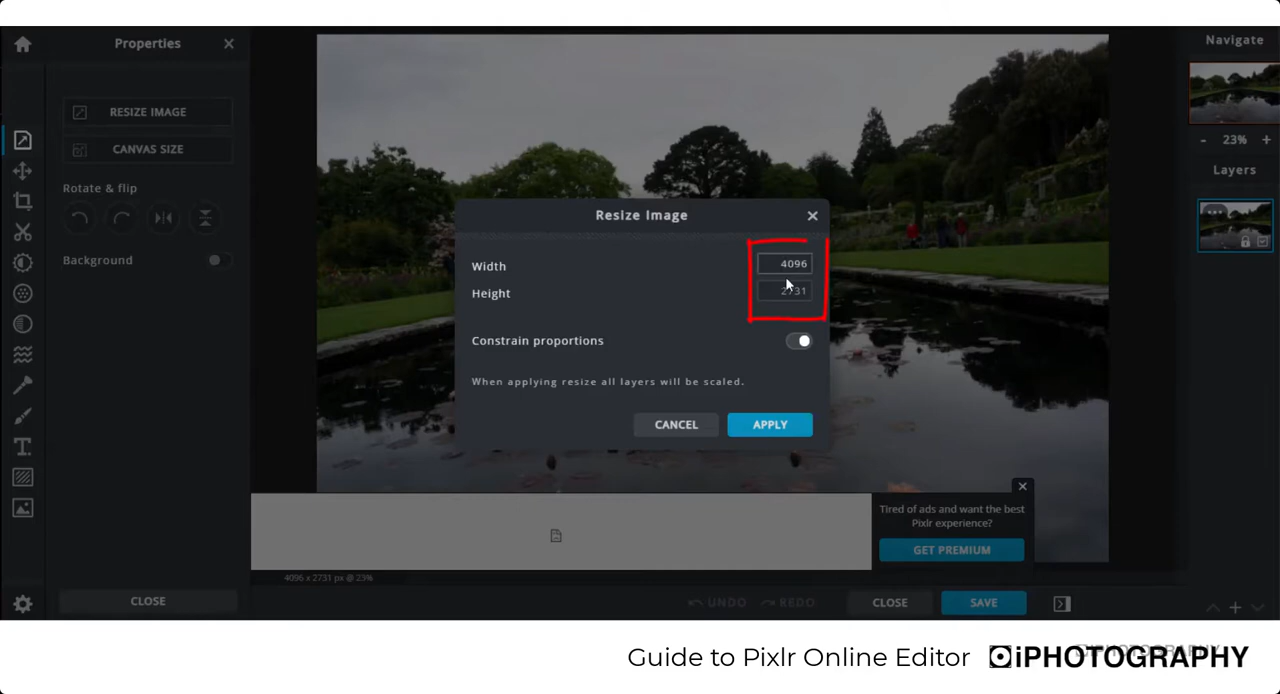 Properties
RESIZE IMAGE
CANVAS SIZE
Rotate & flip
Background
CLOSE
Resize Image
Width
4096
Height
2731
Constrain proportions
When applying resize all layers will be scaled.
CANCEL
APPLY
Tired of ads and want the best
Pixlr experience?
GET PREMIUM
4096 x 2731 px @ 23%
UNDO
REDO
CLOSE
SAVE
Navigate
- 23% +
Layers
Guide to Pixlr Online Editor
iPHOTOGRAPHY